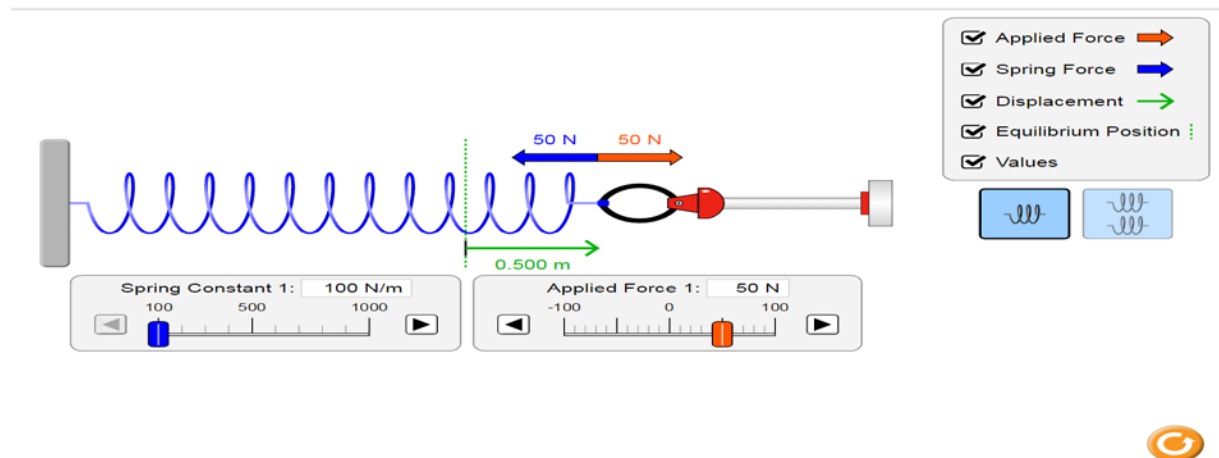 Applied Force
Spring Force
Displacement
Equilibrium Position
Values
50 N 50 N
0.500 m
Spring Constant 1: 100 N/m
100 500 1000
Applied Force 1: 50 N
-100 0 100